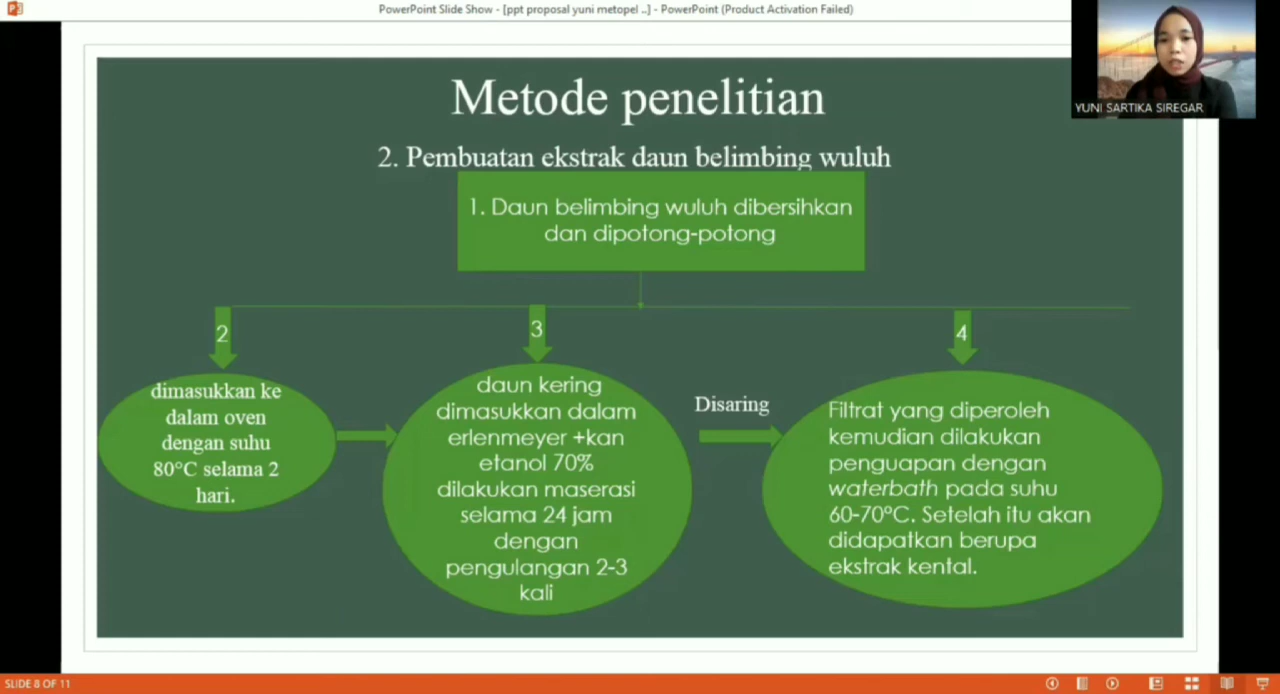 PowerPoint Slide Show - [ppt proposal yuni metopel ..] - PowerPoint (Product Activation Failed)
YUNI SARTIKA SIREGAR
Metode penelitian
2. Pembuatan ekstrak daun belimbing wuluh
1. Daun belimbing wuluh dibersihkan
dan dipotong-potong
2
dimasukkan ke
dalam oven
dengan suhu
80°C selama 2
hari.
3
daun kering
dimasukkan dalam
erlenmeyer +kan
etanol 70%
dilakukan maserasi
selama 24 jam
dengan
pengulangan 2-3
kali
Disaring
4
Filtrat yang diperoleh
kemudian dilakukan
penguapan dengan
waterbath pada suhu
60-70°C. Setelah itu akan
didapatkan berupa
ekstrak kental.
SLIDE 8 OF 11